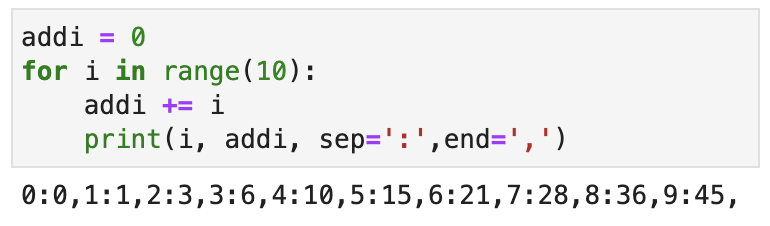 addi = 0
for i in range(10):
    addi += i
    print(i, addi, sep=':',end=',')
0:0,1:1,2:3,3:6,4:10,5:15,6:21,7:28,8:36,9:45,